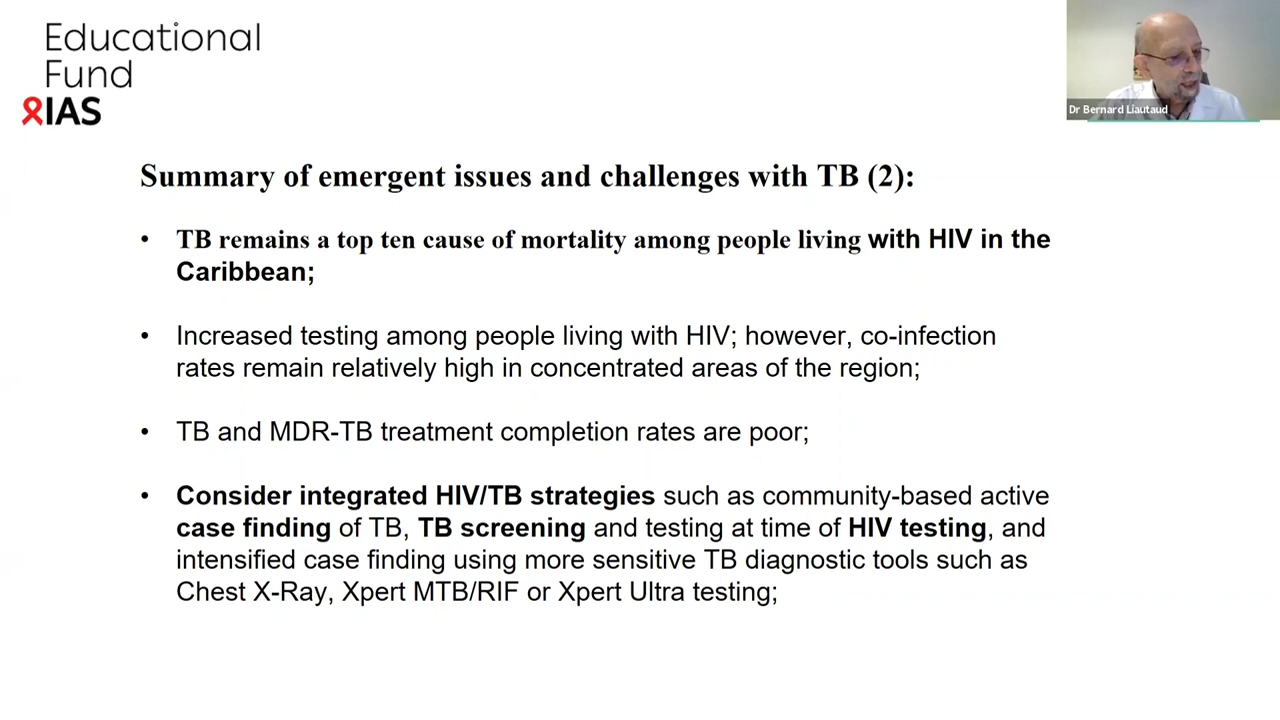 Educational
Fund
IAS
Dr Bernard Liautaud
Summary of emergent issues and challenges with TB (2):
• TB remains a top ten cause of mortality among people living with HIV in the
Caribbean;
• Increased testing among people living with HIV; however, co-infection
rates remain relatively high in concentrated areas of the region;
• TB and MDR-TB treatment completion rates are poor;
• Consider integrated HIV/TB strategies such as community-based active
case finding of TB, TB screening and testing at time of HIV testing, and
intensified case finding using more sensitive TB diagnostic tools such as
Chest X-Ray, Xpert MTB/RIF or Xpert Ultra testing;